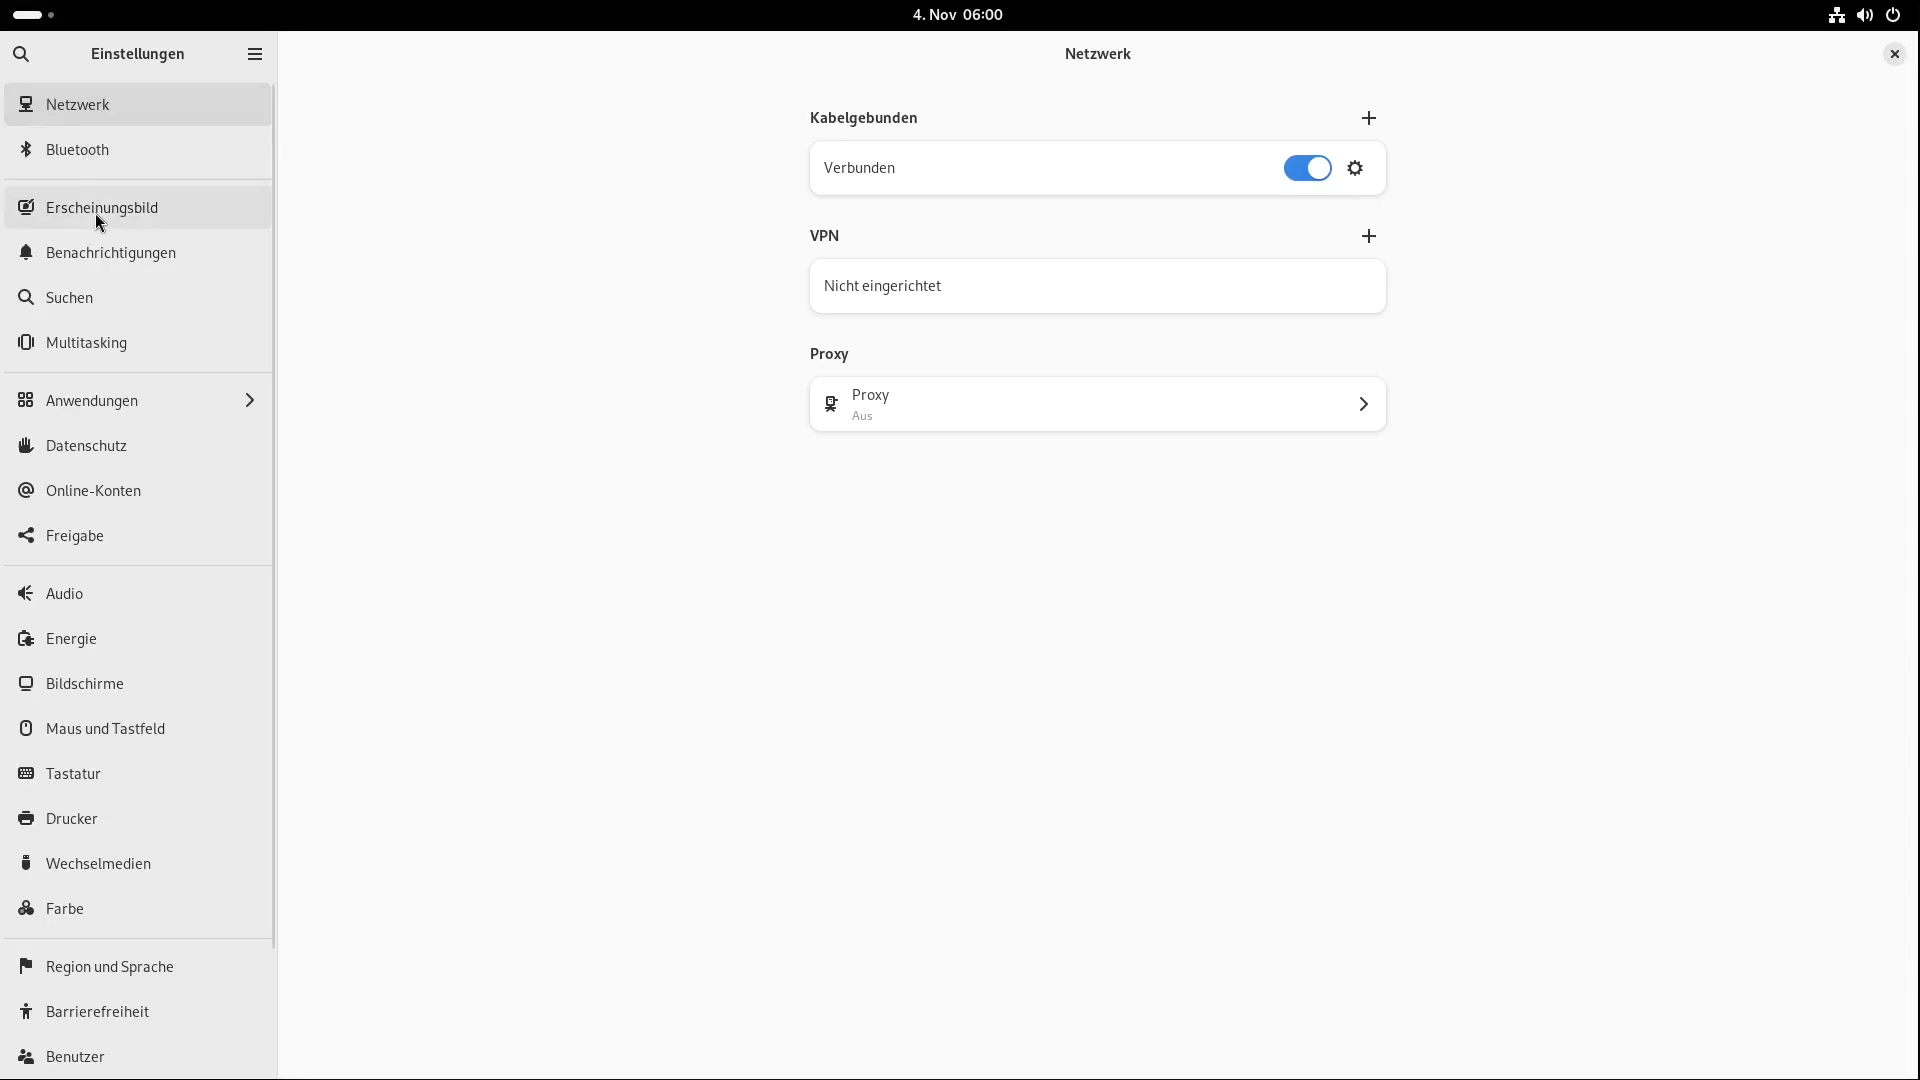 4. Nov 06:00
Einstellungen
Netzwerk
Bluetooth
Erscheinungsbild
Benachrichtigungen
Suchen
Multitasking
Anwendungen
Datenschutz
Online-Konten
Freigabe
Audio
Energie
Bildschirme
Maus und Tastfeld
Tastatur
Drucker
Wechselmedien
Farbe
Region und Sprache
Barrierefreiheit
Benutzer
Netzwerk
Kabelgebunden
Verbunden
VPN
Nicht eingerichtet
Proxy
Proxy
Aus